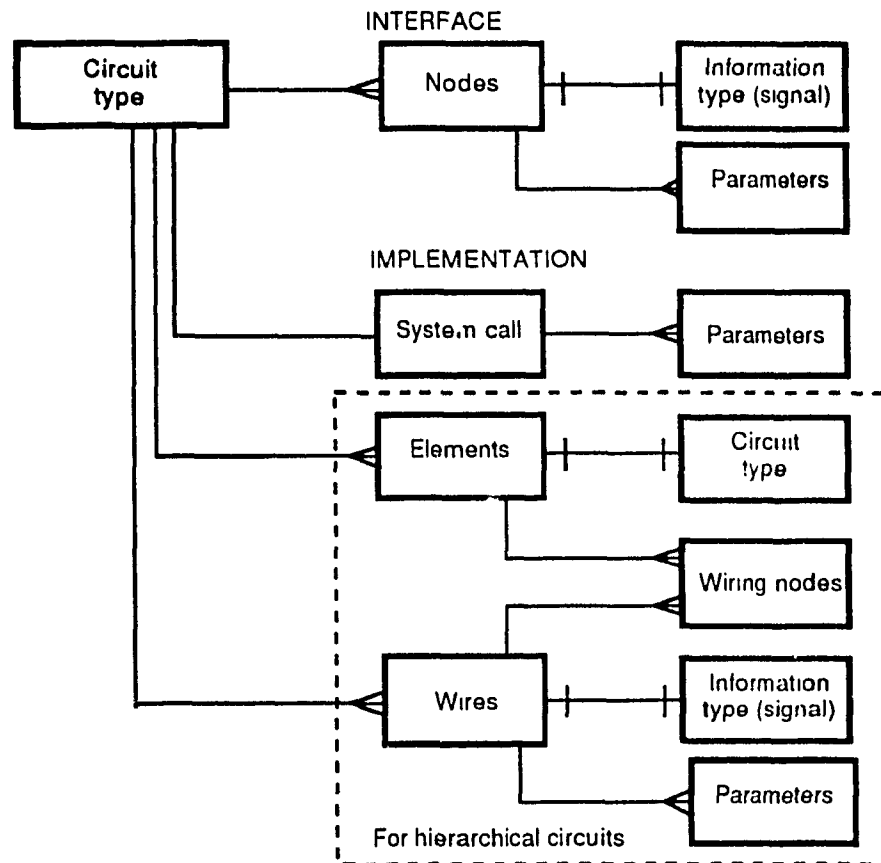 INTERFACE
Circuit
type
Nodes
Information
type (signal)
Parameters
IMPLEMENTATION
System call
Parameters
Elements
Circuit
type
Wiring nodes
Wires
Information
type (signal)
Parameters
For hierarchical circuits